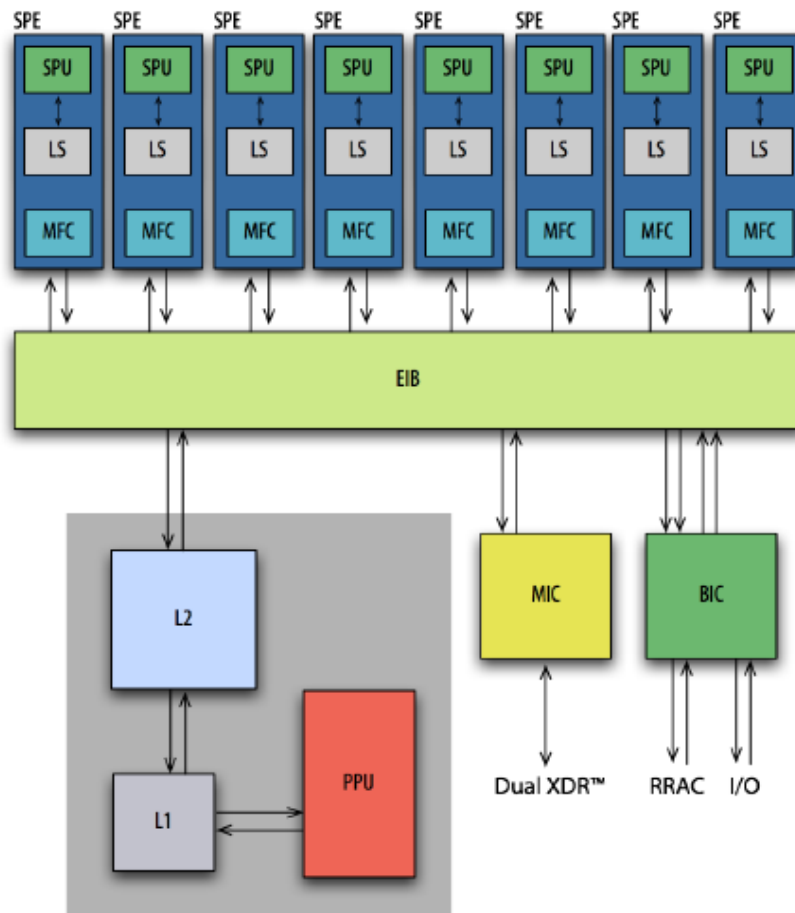 SPE SPE SPE SPE SPE SPE SPE SPE
SPU SPU SPU SPU SPU SPU SPU SPU
LS LS LS LS LS LS LS LS
MFC MFC MFC MFC MFC MFC MFC MFC
EIB
L2
MIC
BIC
L1
PPU
Dual XDR™
RRAC
I/O